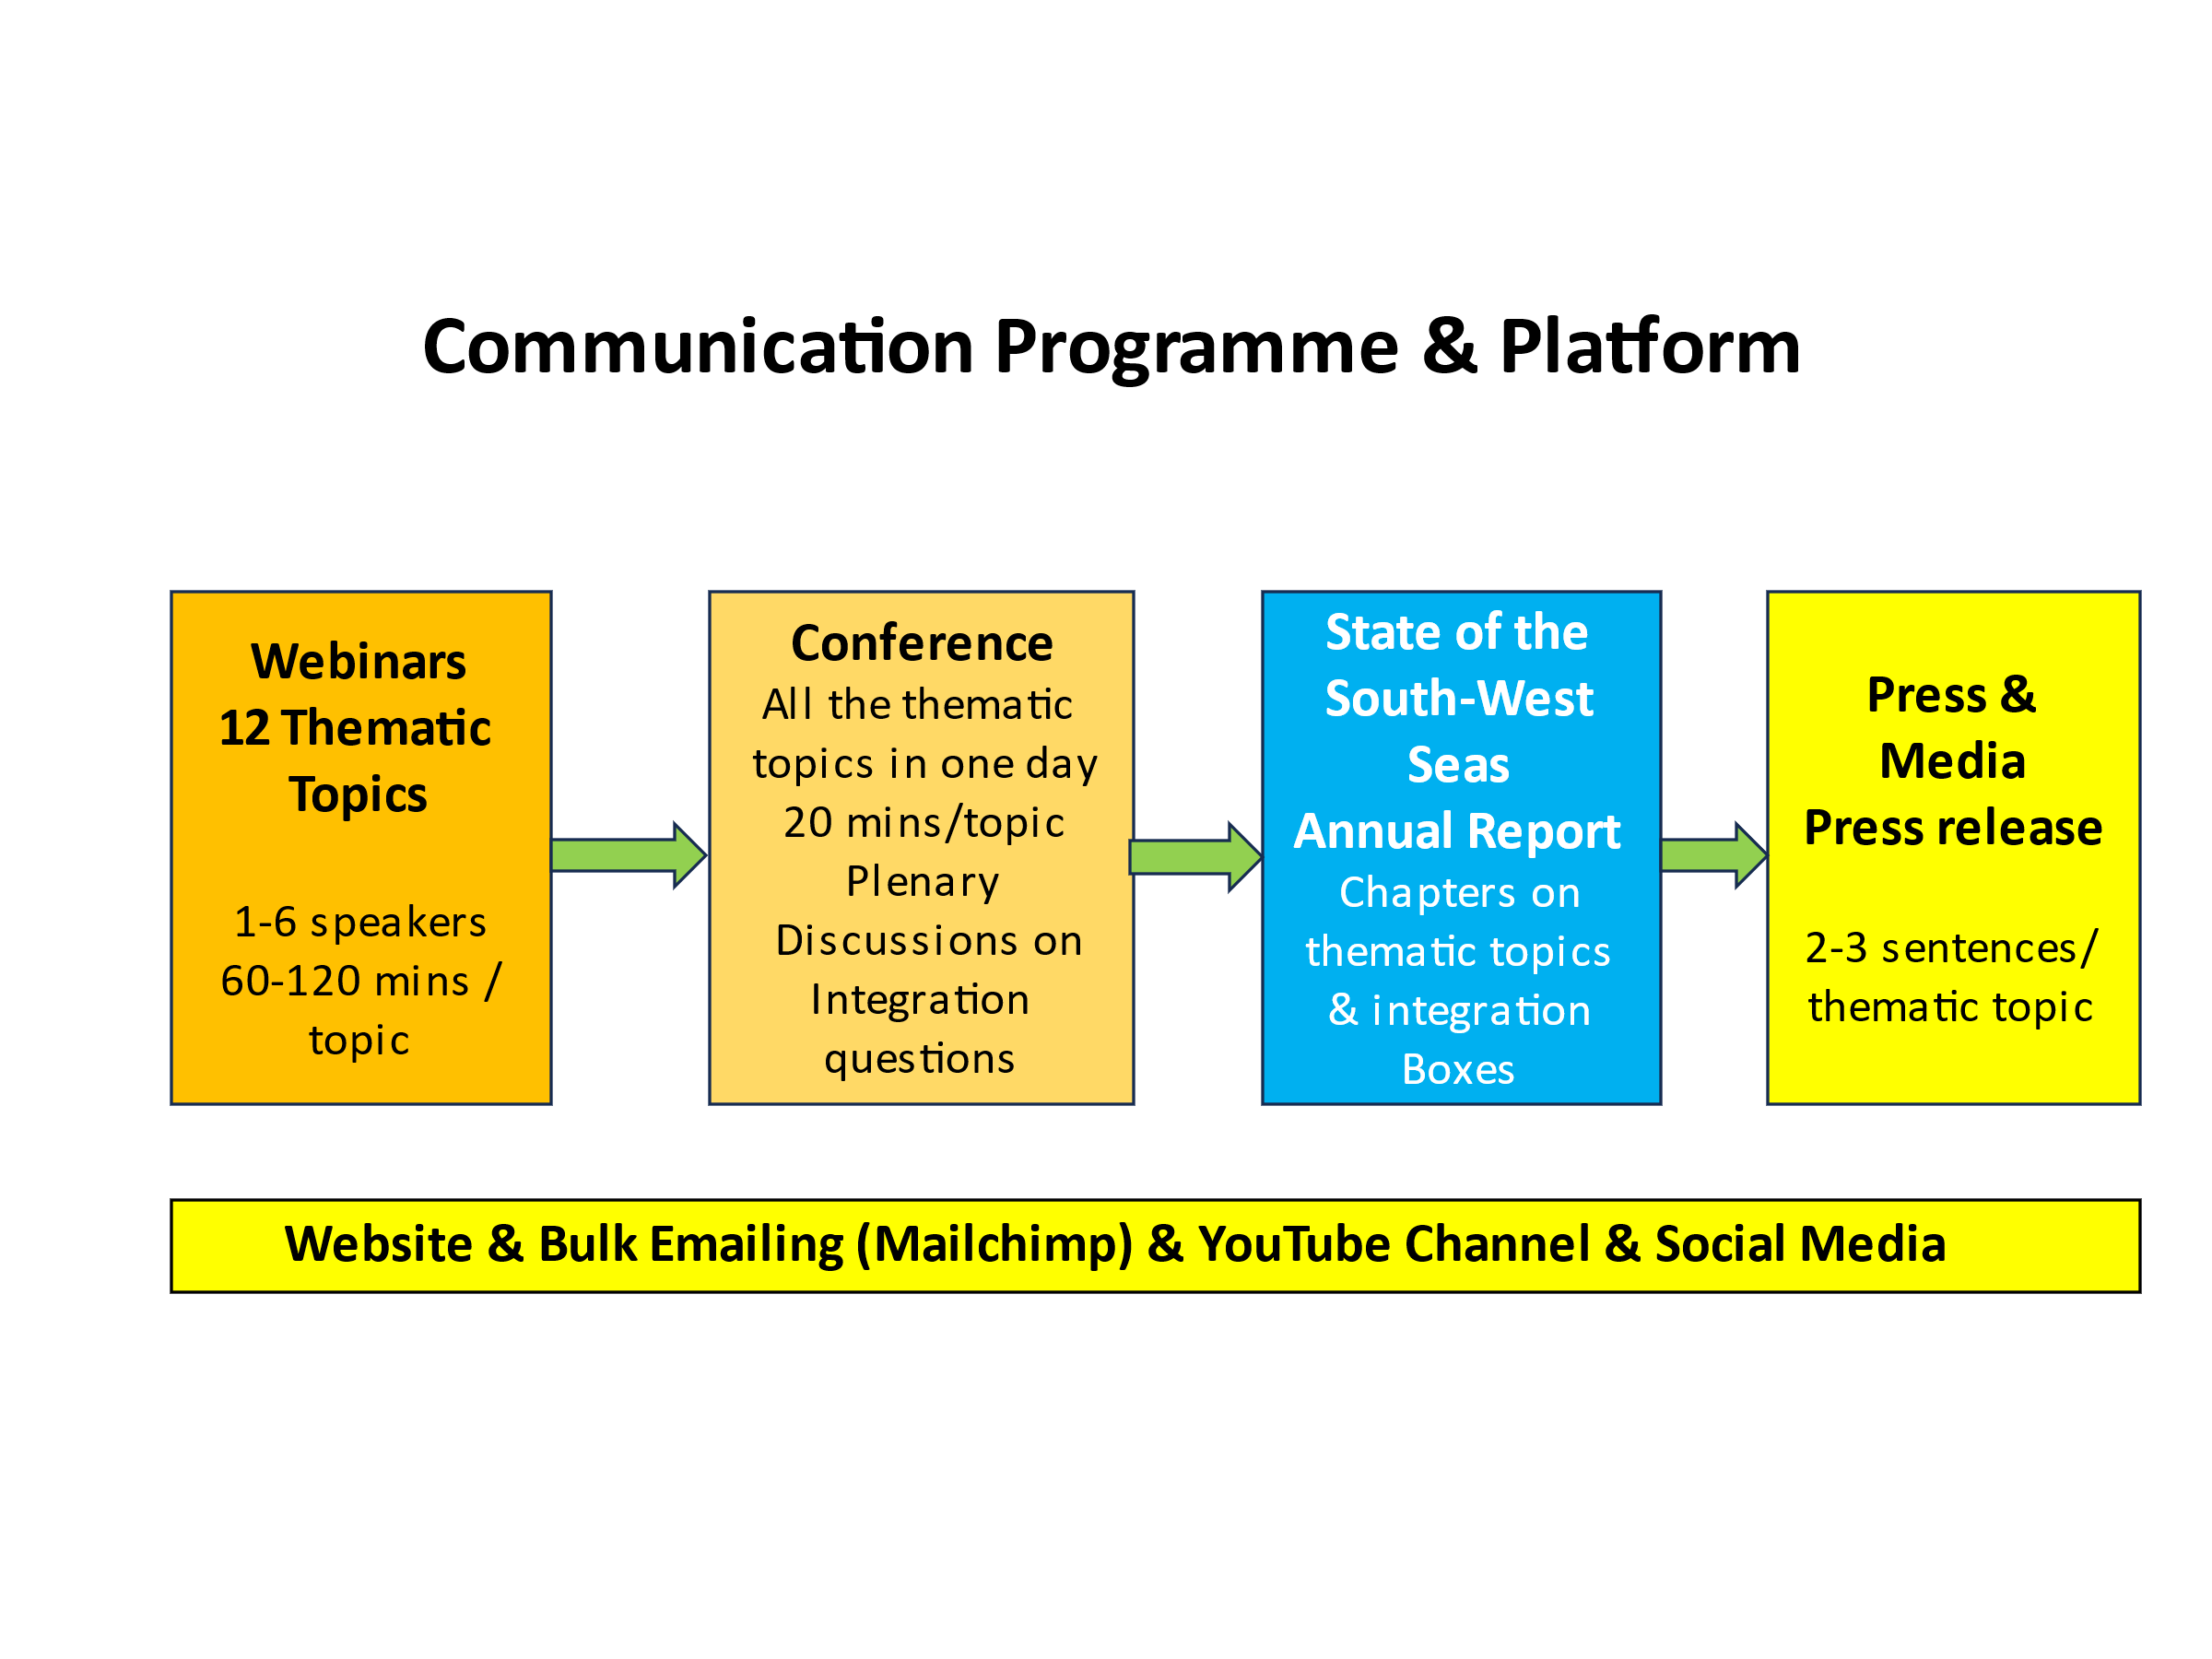 Communication Programme & Platform
Webinars
12 Thematic
Topics
1-6 speakers
60-120 mins /
topic
Conference
All the thematic
topics in one day
20 mins/topic
Plenary
Discussions on
Integration
questions
State of the
South-West
Seas
Annual Report
Chapters on
thematic topics
& integration
Boxes
Press &
Media
Press release
2-3 sentences/
thematic topic
Website & Bulk Emailing (Mailchimp) & YouTube Channel & Social Media